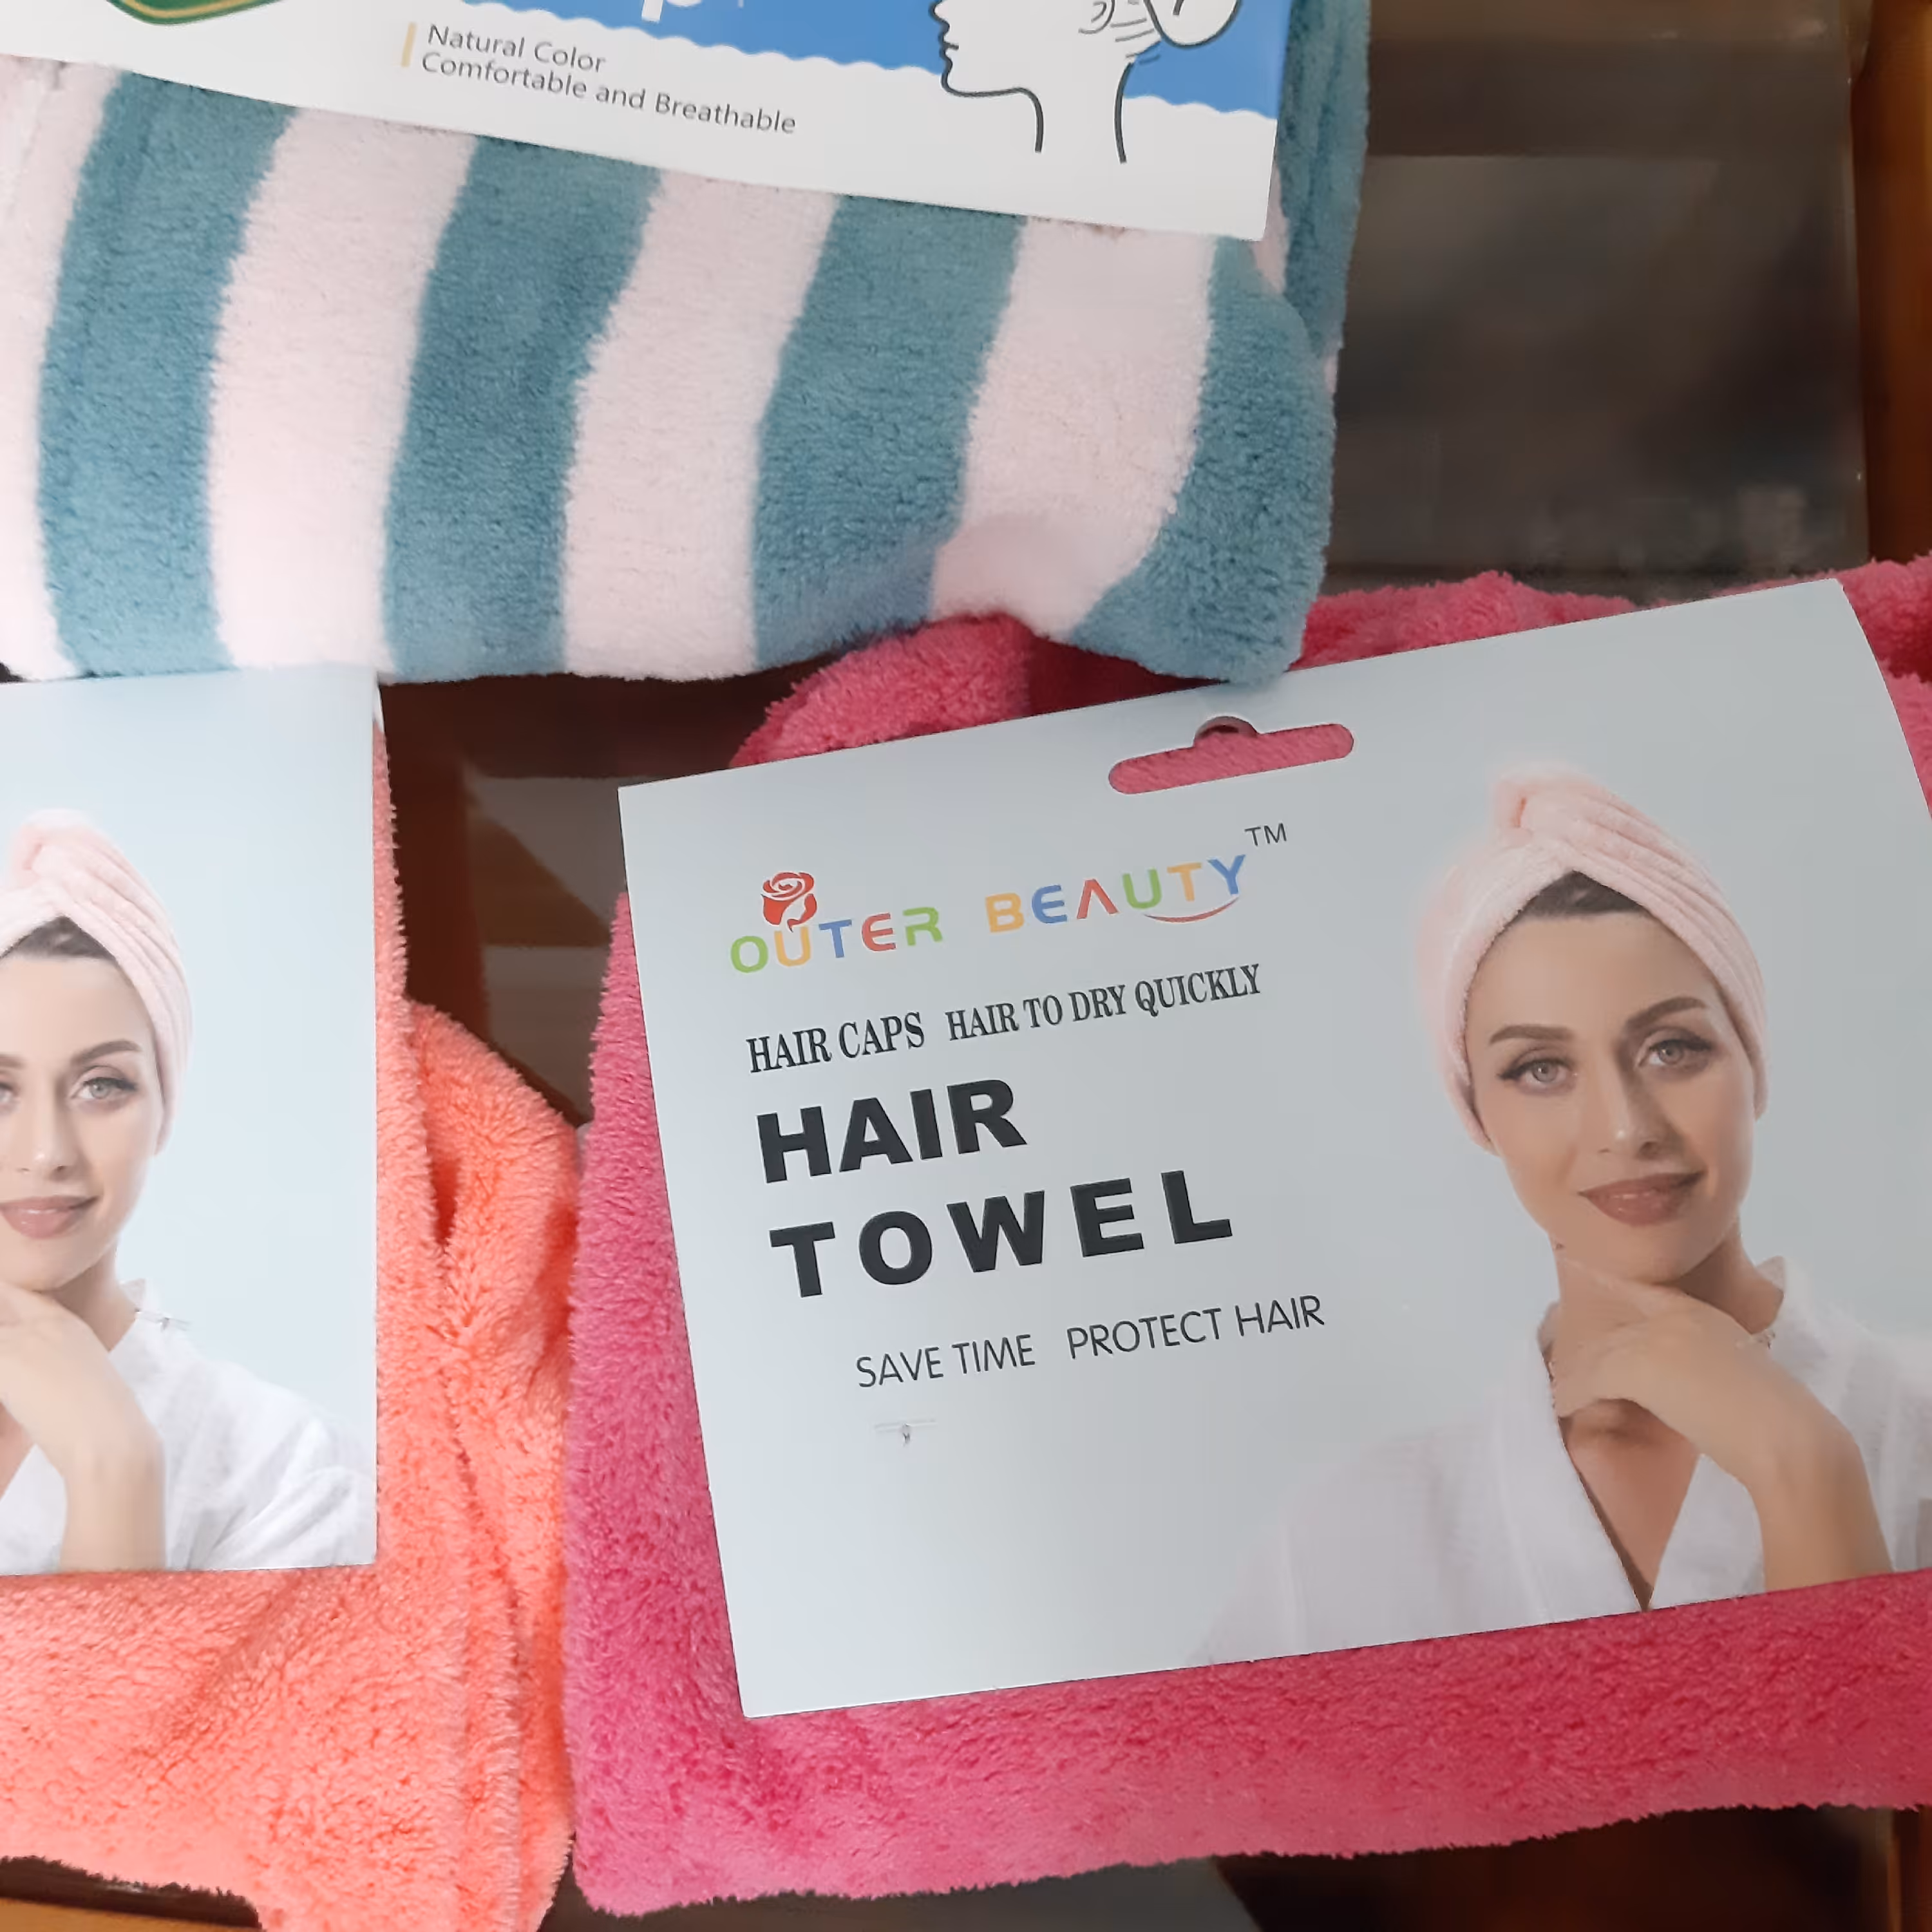 Natural Color
Comfortable and Breathable
OUTER BEAUTY™
HAIR CAPS HAIR TO DRY QUICKLY
HAIR
TOWEL
SAVE TIME PROTECT HAIR